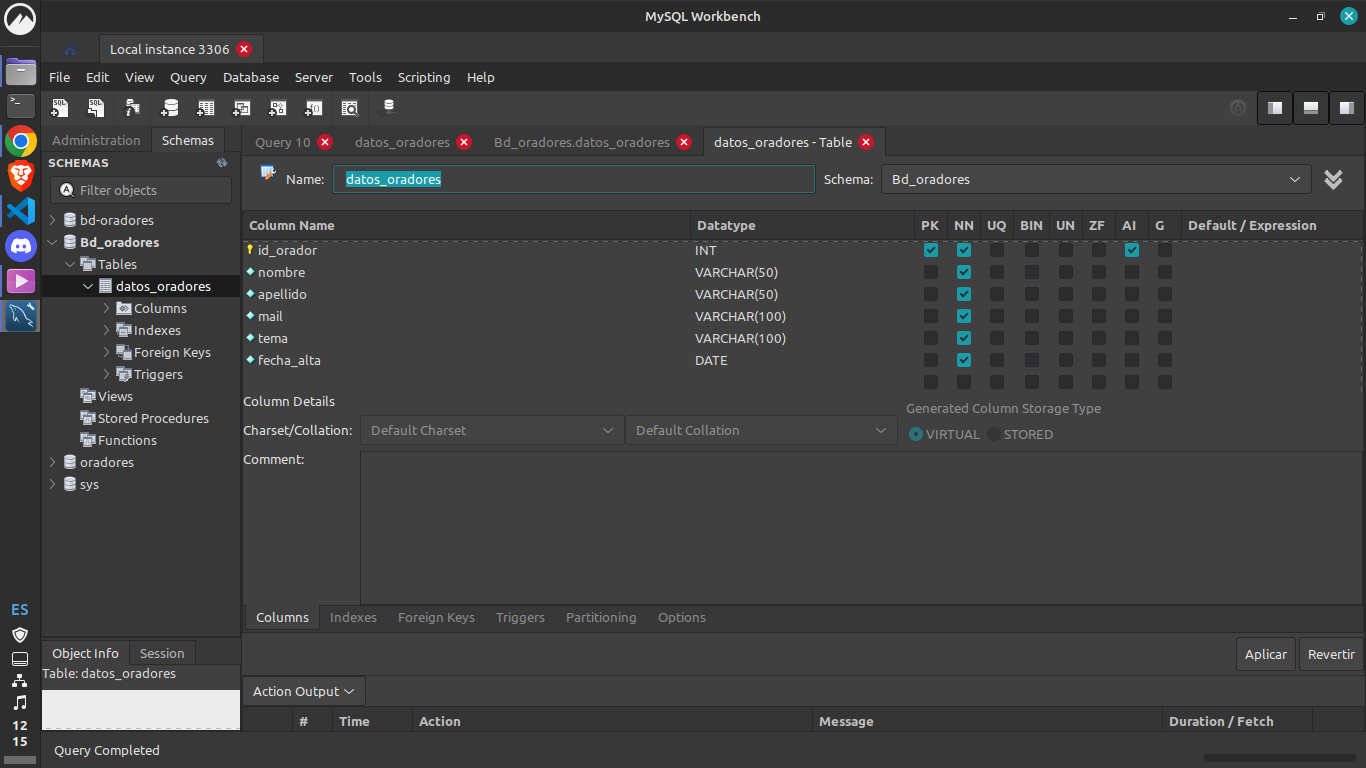 MySQL Workbench
Local instance 3306
File Edit View Query Database Server Tools Scripting Help
Administration Schemas
Query 10 datos_oradores Bd_oradores.datos_oradores datos_oradores - Table
SCHEMAS
Filter objects
bd-oradores
Bd_oradores
Tables
datos_oradores
Columns
Indexes
Foreign Keys
Triggers
Views
Stored Procedures
Functions
oradores
sys
Name: datos_oradores Schema: Bd_oradores
Column Name Datatype PK NN UQ BIN UN ZF AI G Default / Expression
id_orador INT
nombre VARCHAR(50)
apellido VARCHAR(50)
mail VARCHAR(100)
tema VARCHAR(100)
fecha_alta DATE
Column Details
Generated Column Storage Type
Charset/Collation: Default Charset Default Collation
VIRTUAL STORED
Comment:
Columns Indexes Foreign Keys Triggers Partitioning Options
Aplicar Revertir
Object Info Session
Table: datos_oradores
Action Output
# Time Action Message Duration / Fetch
Query Completed
ES
12
15
SQL
SQL